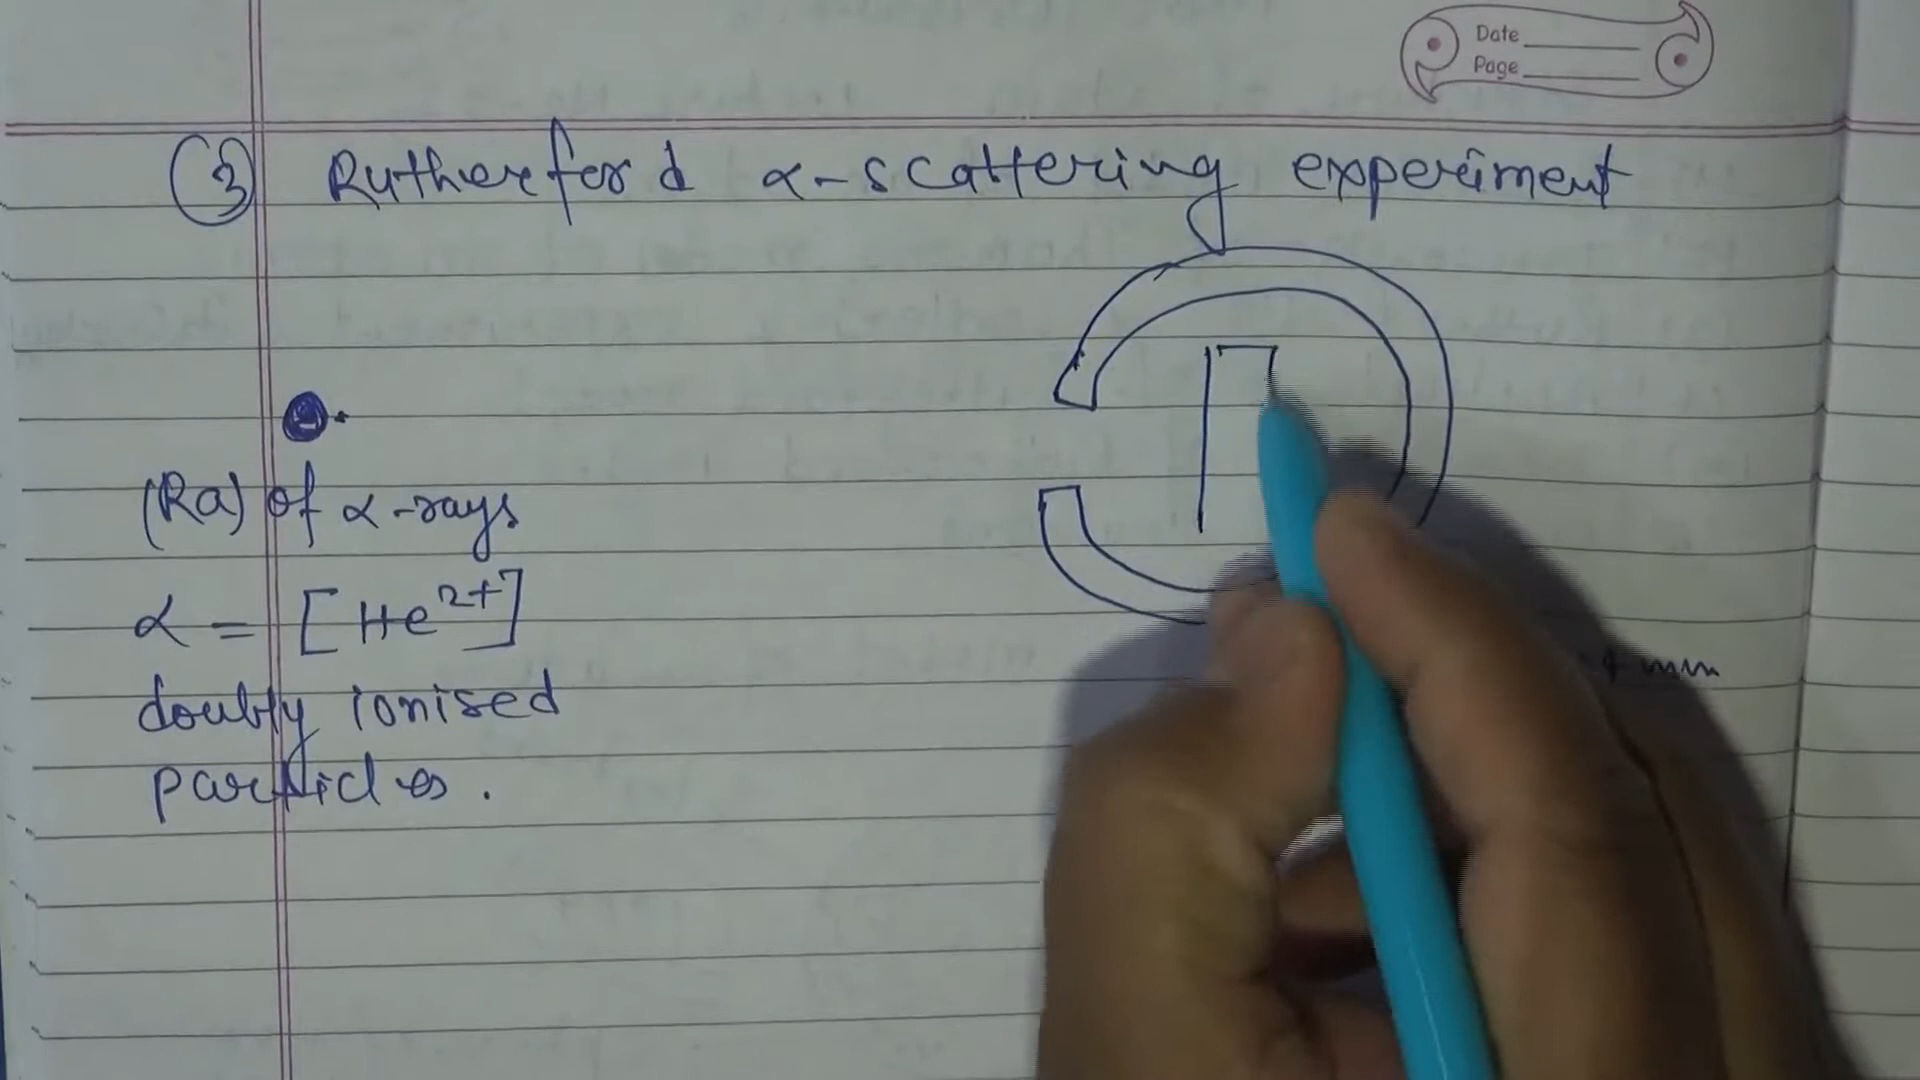 Date
Page
(3) Rutherford α-scattering experiment
(Ra) of α-rays
α = [He²⁺]
doubly ionised
particles.